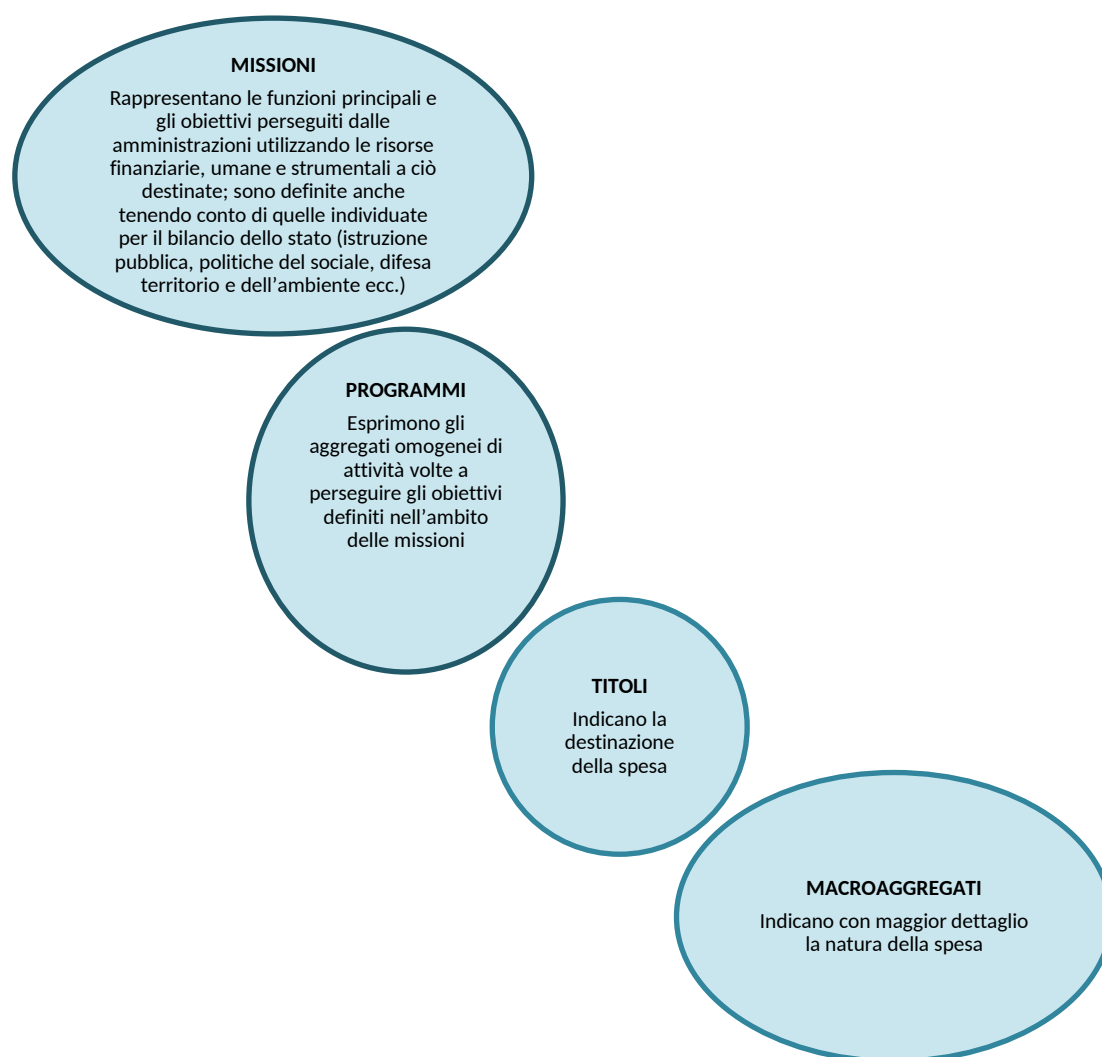 MISSIONI
Rappresentano le funzioni principali e
gli obiettivi perseguiti dalle
amministrazioni utilizzando le risorse
finanziarie, umane e strumentali a ciò
destinate; sono definite anche
tenendo conto di quelle individuate
per il bilancio dello stato (istruzione
pubblica, politiche del sociale, difesa
territorio e dell’ambiente ecc.)
PROGRAMMI
Esprimono gli
aggregati omogenei di
attività volte a
perseguire gli obiettivi
definiti nell’ambito
delle missioni
TITOLI
Indicano la
destinazione
della spesa
MACROAGGREGATI
Indicano con maggior dettaglio
la natura della spesa